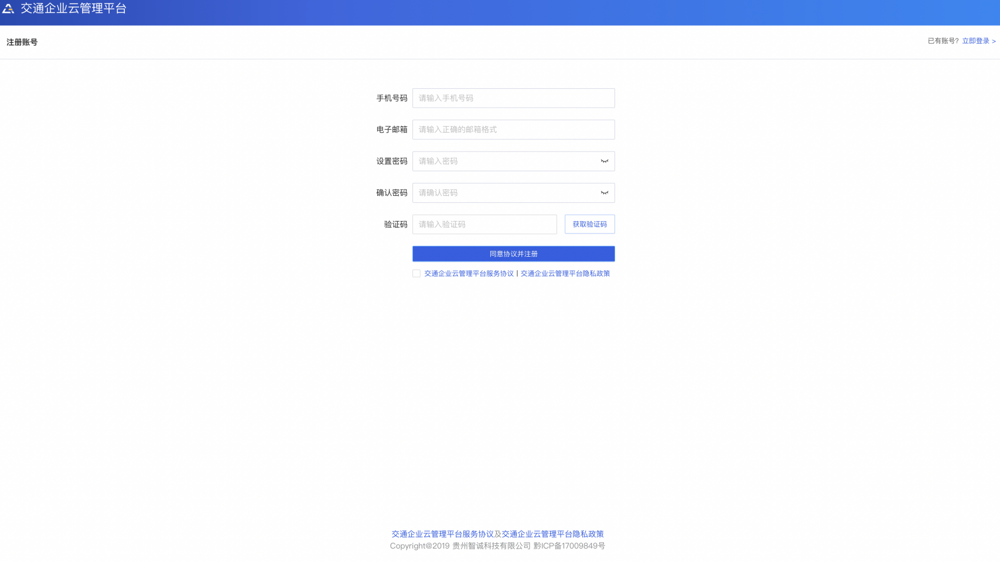 交通企业云管理平台
注册账号
已有账号? 立即登录 >
手机号码 请输入手机号码
电子邮箱 请输入正确的邮箱格式
设置密码 请输入密码
确认密码 请确认密码
验证码 请输入验证码 获取验证码
同意协议并注册
交通企业云管理平台服务协议 | 交通企业云管理平台隐私政策
交通企业云管理平台服务协议及交通企业云管理平台隐私政策
Copyright@2019 贵州智诚科技有限公司 黔ICP备17009849号